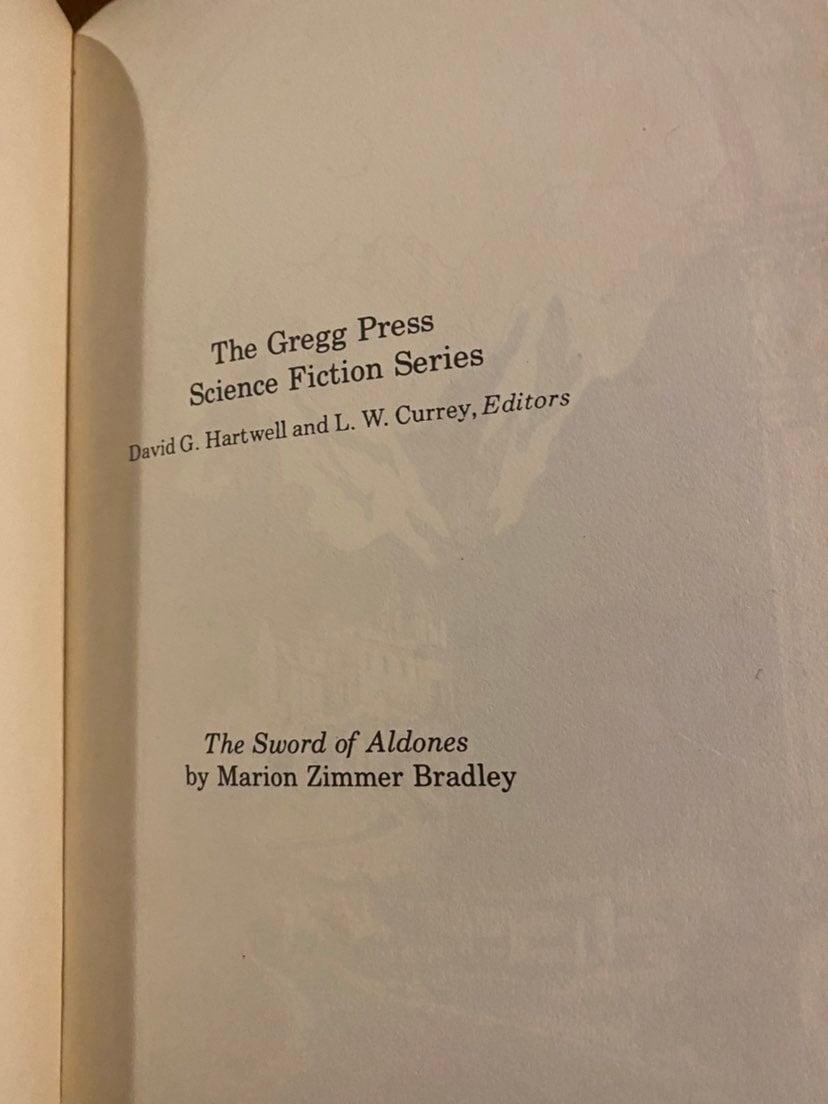 The Gregg Press
Science Fiction Series
David G. Hartwell and L. W. Currey, Editors
The Sword of Aldones
by Marion Zimmer Bradley